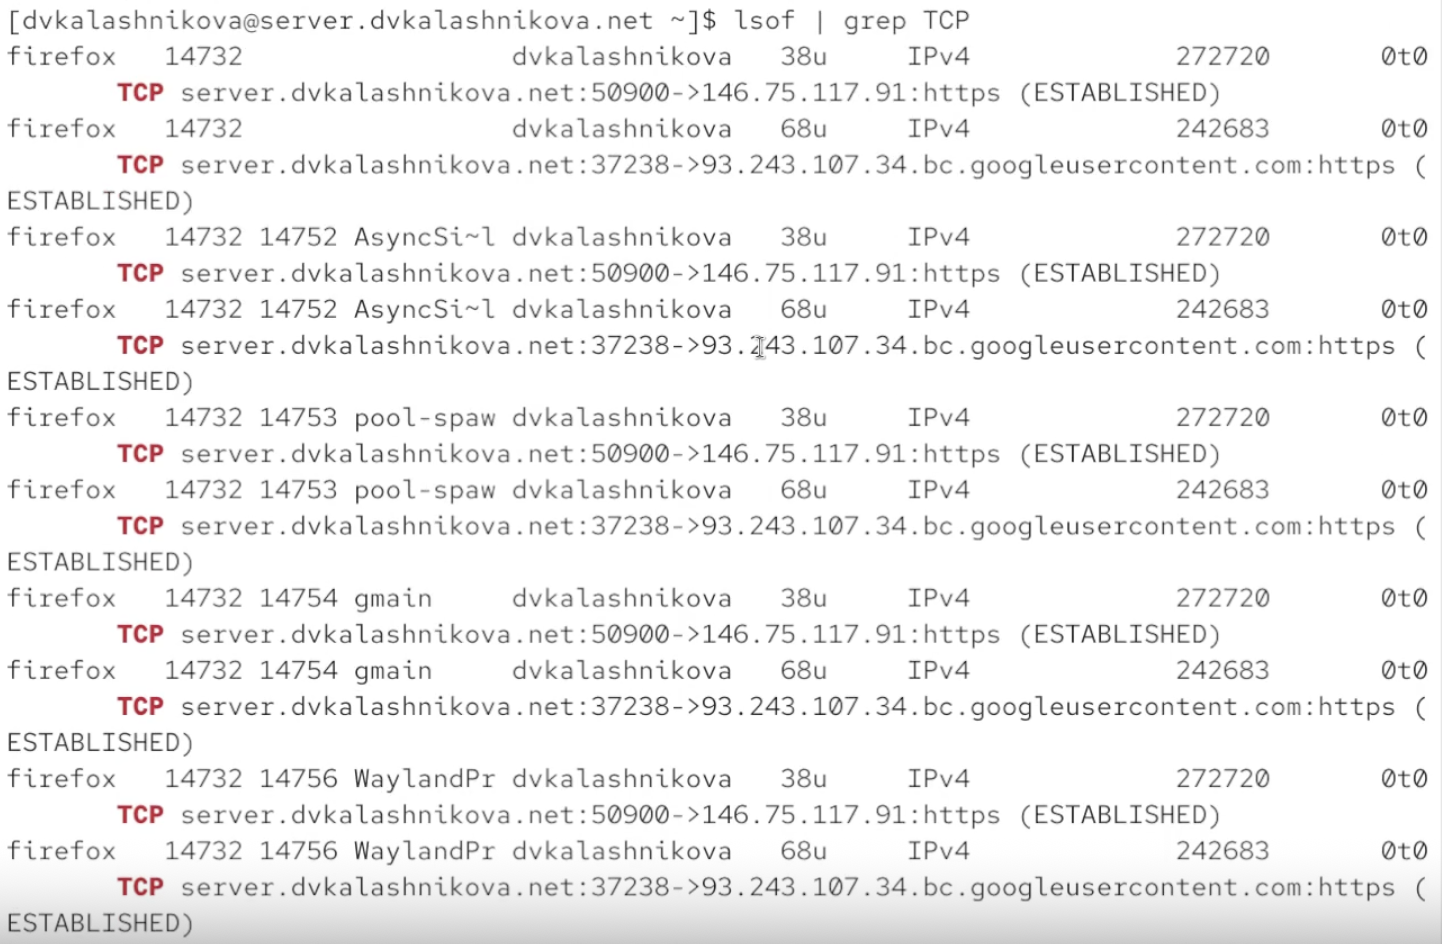 [dvkalashnikova@server.dvkalashnikova.net ~]$ lsof | grep TCP
firefox   14732                 dvkalashnikova   38u     IPv4             272720       0t0
       TCP server.dvkalashnikova.net:50900->146.75.117.91:https (ESTABLISHED)
firefox   14732                 dvkalashnikova   68u     IPv4             242683       0t0
       TCP server.dvkalashnikova.net:37238->93.243.107.34.bc.googleusercontent.com:https (
ESTABLISHED)
firefox   14732 14752 AsyncSi~l dvkalashnikova   38u     IPv4             272720       0t0
       TCP server.dvkalashnikova.net:50900->146.75.117.91:https (ESTABLISHED)
firefox   14732 14752 AsyncSi~l dvkalashnikova   68u     IPv4             242683       0t0
       TCP server.dvkalashnikova.net:37238->93.243.107.34.bc.googleusercontent.com:https (
ESTABLISHED)
firefox   14732 14753 pool-spaw dvkalashnikova   38u     IPv4             272720       0t0
       TCP server.dvkalashnikova.net:50900->146.75.117.91:https (ESTABLISHED)
firefox   14732 14753 pool-spaw dvkalashnikova   68u     IPv4             242683       0t0
       TCP server.dvkalashnikova.net:37238->93.243.107.34.bc.googleusercontent.com:https (
ESTABLISHED)
firefox   14732 14754 gmain     dvkalashnikova   38u     IPv4             272720       0t0
       TCP server.dvkalashnikova.net:50900->146.75.117.91:https (ESTABLISHED)
firefox   14732 14754 gmain     dvkalashnikova   68u     IPv4             242683       0t0
       TCP server.dvkalashnikova.net:37238->93.243.107.34.bc.googleusercontent.com:https (
ESTABLISHED)
firefox   14732 14756 WaylandPr dvkalashnikova   38u     IPv4             272720       0t0
       TCP server.dvkalashnikova.net:50900->146.75.117.91:https (ESTABLISHED)
firefox   14732 14756 WaylandPr dvkalashnikova   68u     IPv4             242683       0t0
       TCP server.dvkalashnikova.net:37238->93.243.107.34.bc.googleusercontent.com:https (
ESTABLISHED)